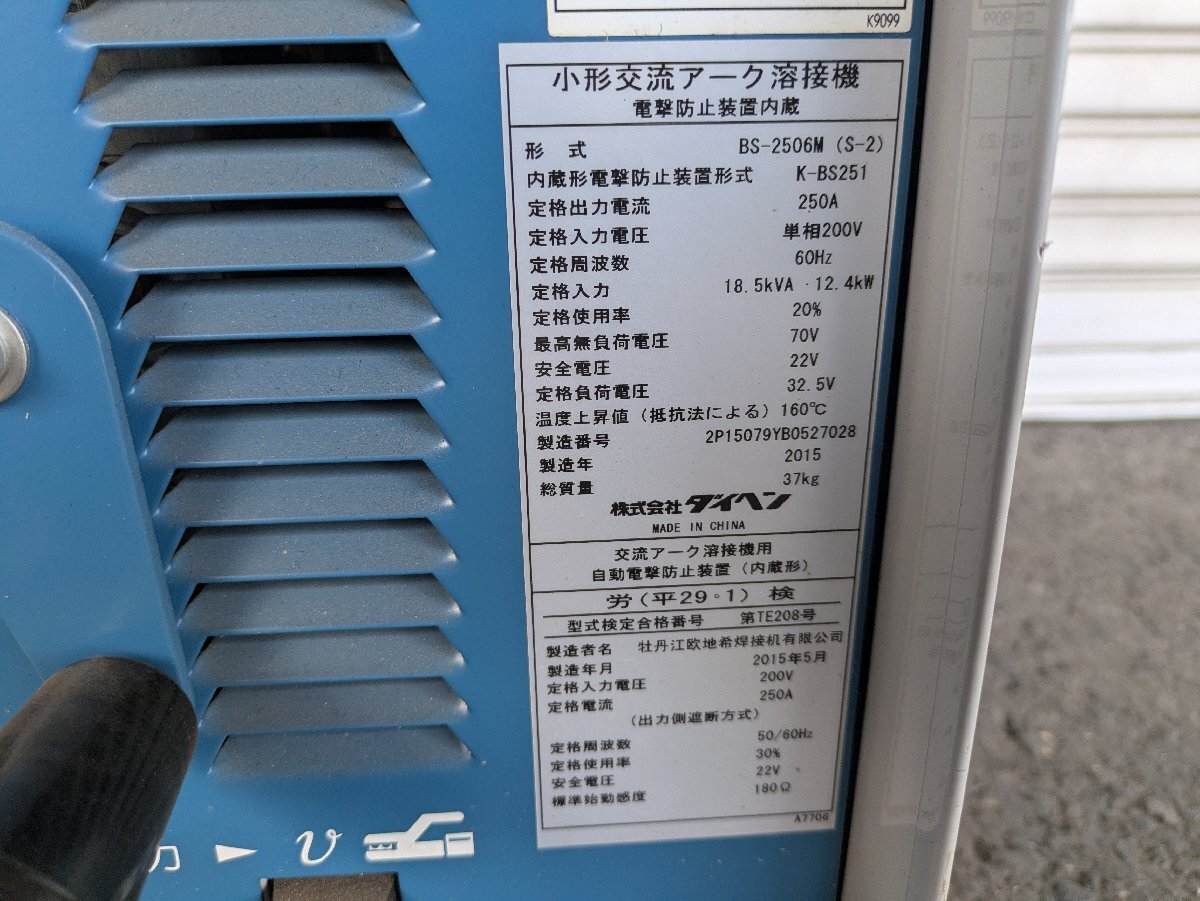 K9099
小形交流アーク溶接機
電撃防止装置内蔵
形 式 BS-2506M (S-2)
内蔵形電撃防止装置形式 K-BS251
定格出力電流 250A
定格入力電圧 単相200V
定格周波数 60Hz
定格入力 18.5kVA · 12.4kW
定格使用率 20%
最高無負荷電圧 70V
安全電圧 22V
定格負荷電圧 32.5V
温度上昇値（抵抗法による）160℃
製造番号 2P15079YB0527028
製造年 2015
総質量 37kg
株式会社ダイヘン
MADE IN CHINA
交流アーク溶接機用
自動電撃防止装置（内蔵形）
労（平29・1）検
型式検定合格番号 第TE208号
製造者名 牡丹江欧地希焊接机有限公司
製造年月 2015年5月
定格入力電圧 200V
定格電流 250A
（出力側遮断方式）
定格周波数 50/60Hz
定格使用率 30%
安全電圧 22V
標準始動感度 180Ω
A7706
力